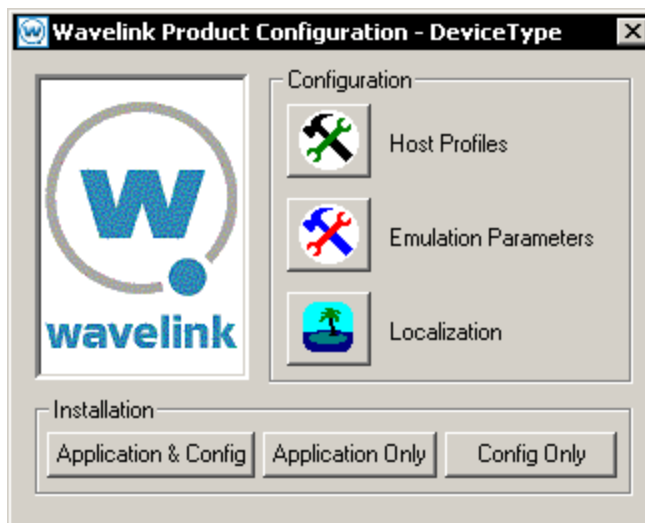 Wavelink Product Configuration - DeviceType
w
wavelink
Configuration
Host Profiles
Emulation Parameters
Localization
Installation
Application & Config
Application Only
Config Only